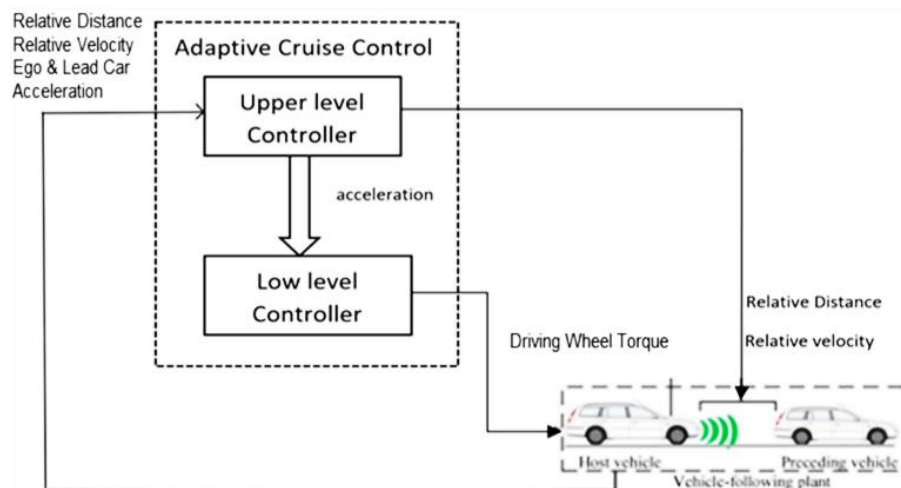 Relative Distance
Relative Velocity
Ego & Lead Car
Acceleration
Adaptive Cruise Control
Upper level
Controller
acceleration
Low level
Controller
Relative Distance
Driving Wheel Torque
Relative velocity
Host vehicle
Preceding vehicle
Vehicle-following plant